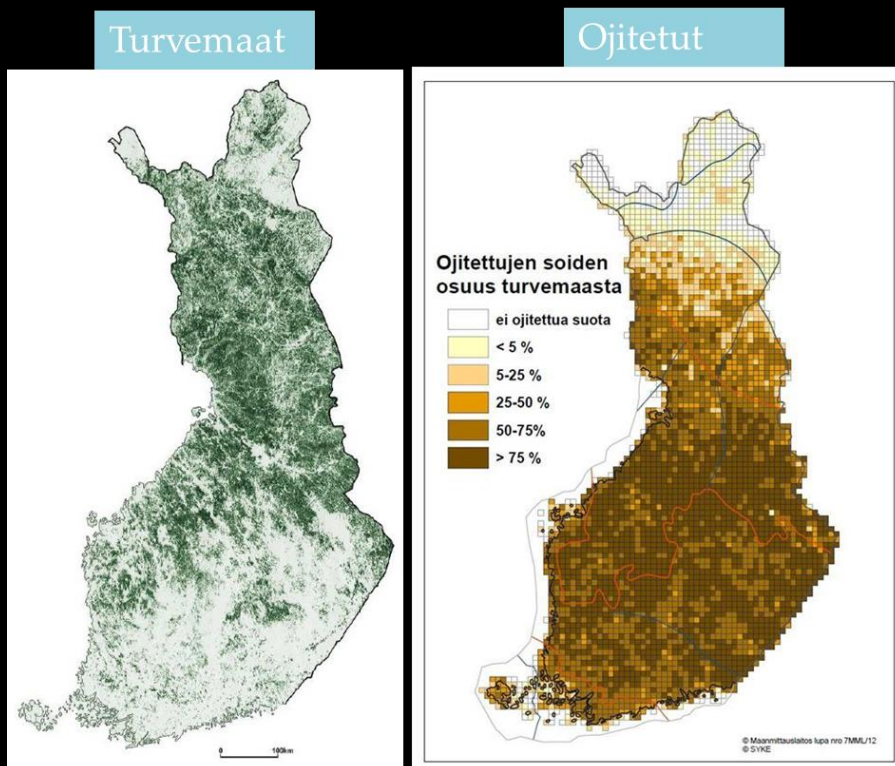 Turvemaat
Ojitetut
Ojitettujen soiden
osuus turvemaasta
ei ojitettua suota
< 5 %
5-25 %
25-50 %
50-75%
> 75 %
0 100km
© Maanmittauslaitos lupa nro 7MML/12
© SYKE